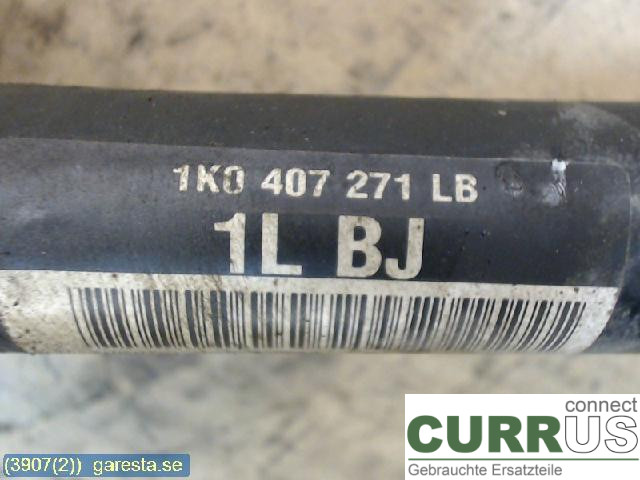 1K0 407 271 LB
1L BJ
connect
CURRUS
Gebrauchte Ersatzteile
(3907(2)) garesta.se